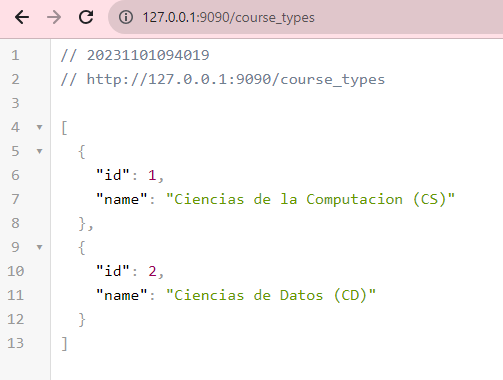 127.0.0.1:9090/course_types
1 // 20231101094019
2 // http://127.0.0.1:9090/course_types
3
4 [
5 {
6 "id": 1,
7 "name": "Ciencias de la Computacion (CS)"
8 },
9 {
10 "id": 2,
11 "name": "Ciencias de Datos (CD)"
12 }
13 ]